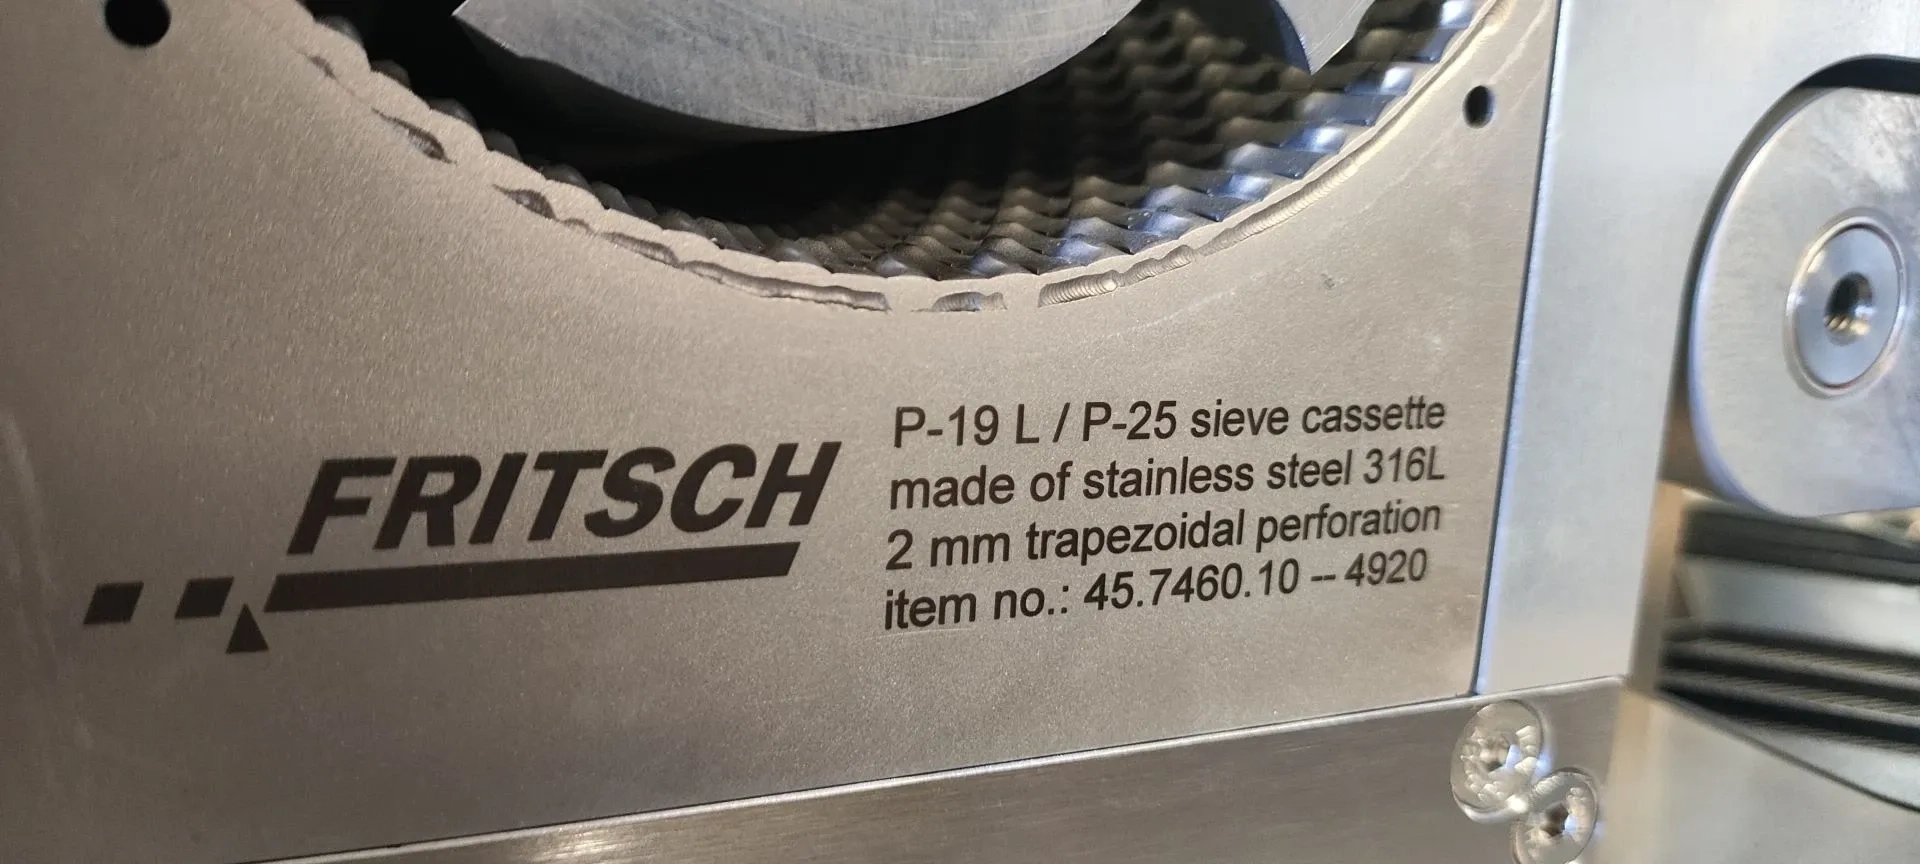 FRITSCH
P-19 L / P-25 sieve cassette
made of stainless steel 316L
2 mm trapezoidal perforation
item no.: 45.7460.10 -- 4920